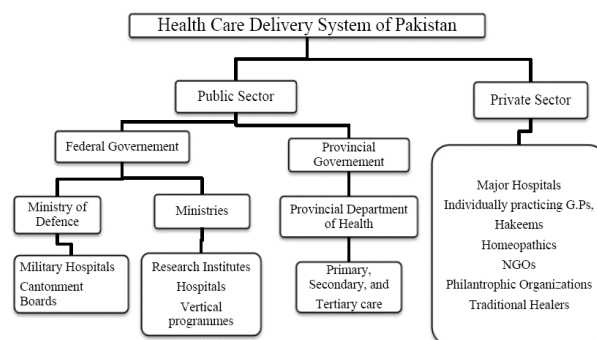 Health Care Delivery System of Pakistan
Public Sector
Private Sector
Federal Governement
Provincial
Governement
Ministry of
Defence
Ministries
Provincial Department
of Health
Military Hospitals
Cantonment
Boards
Research Institutes
Hospitals
Vertical
programmes
Primary,
Secondary, and
Tertiary care
Major Hospitals
Individually practicing G.Ps,
Hakeems
Homeopathics
NGOs
Philantrophic Organizations
Traditional Healers